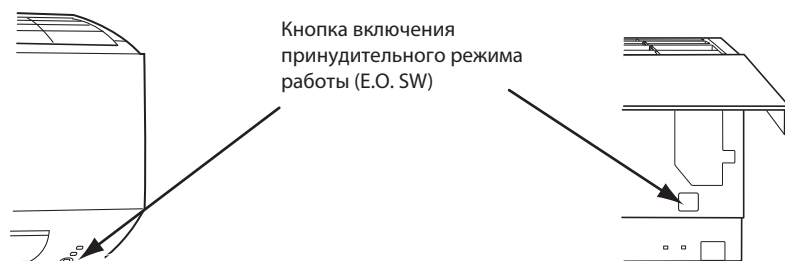 Кнопка включения
принудительного режима
работы (E.O. SW)